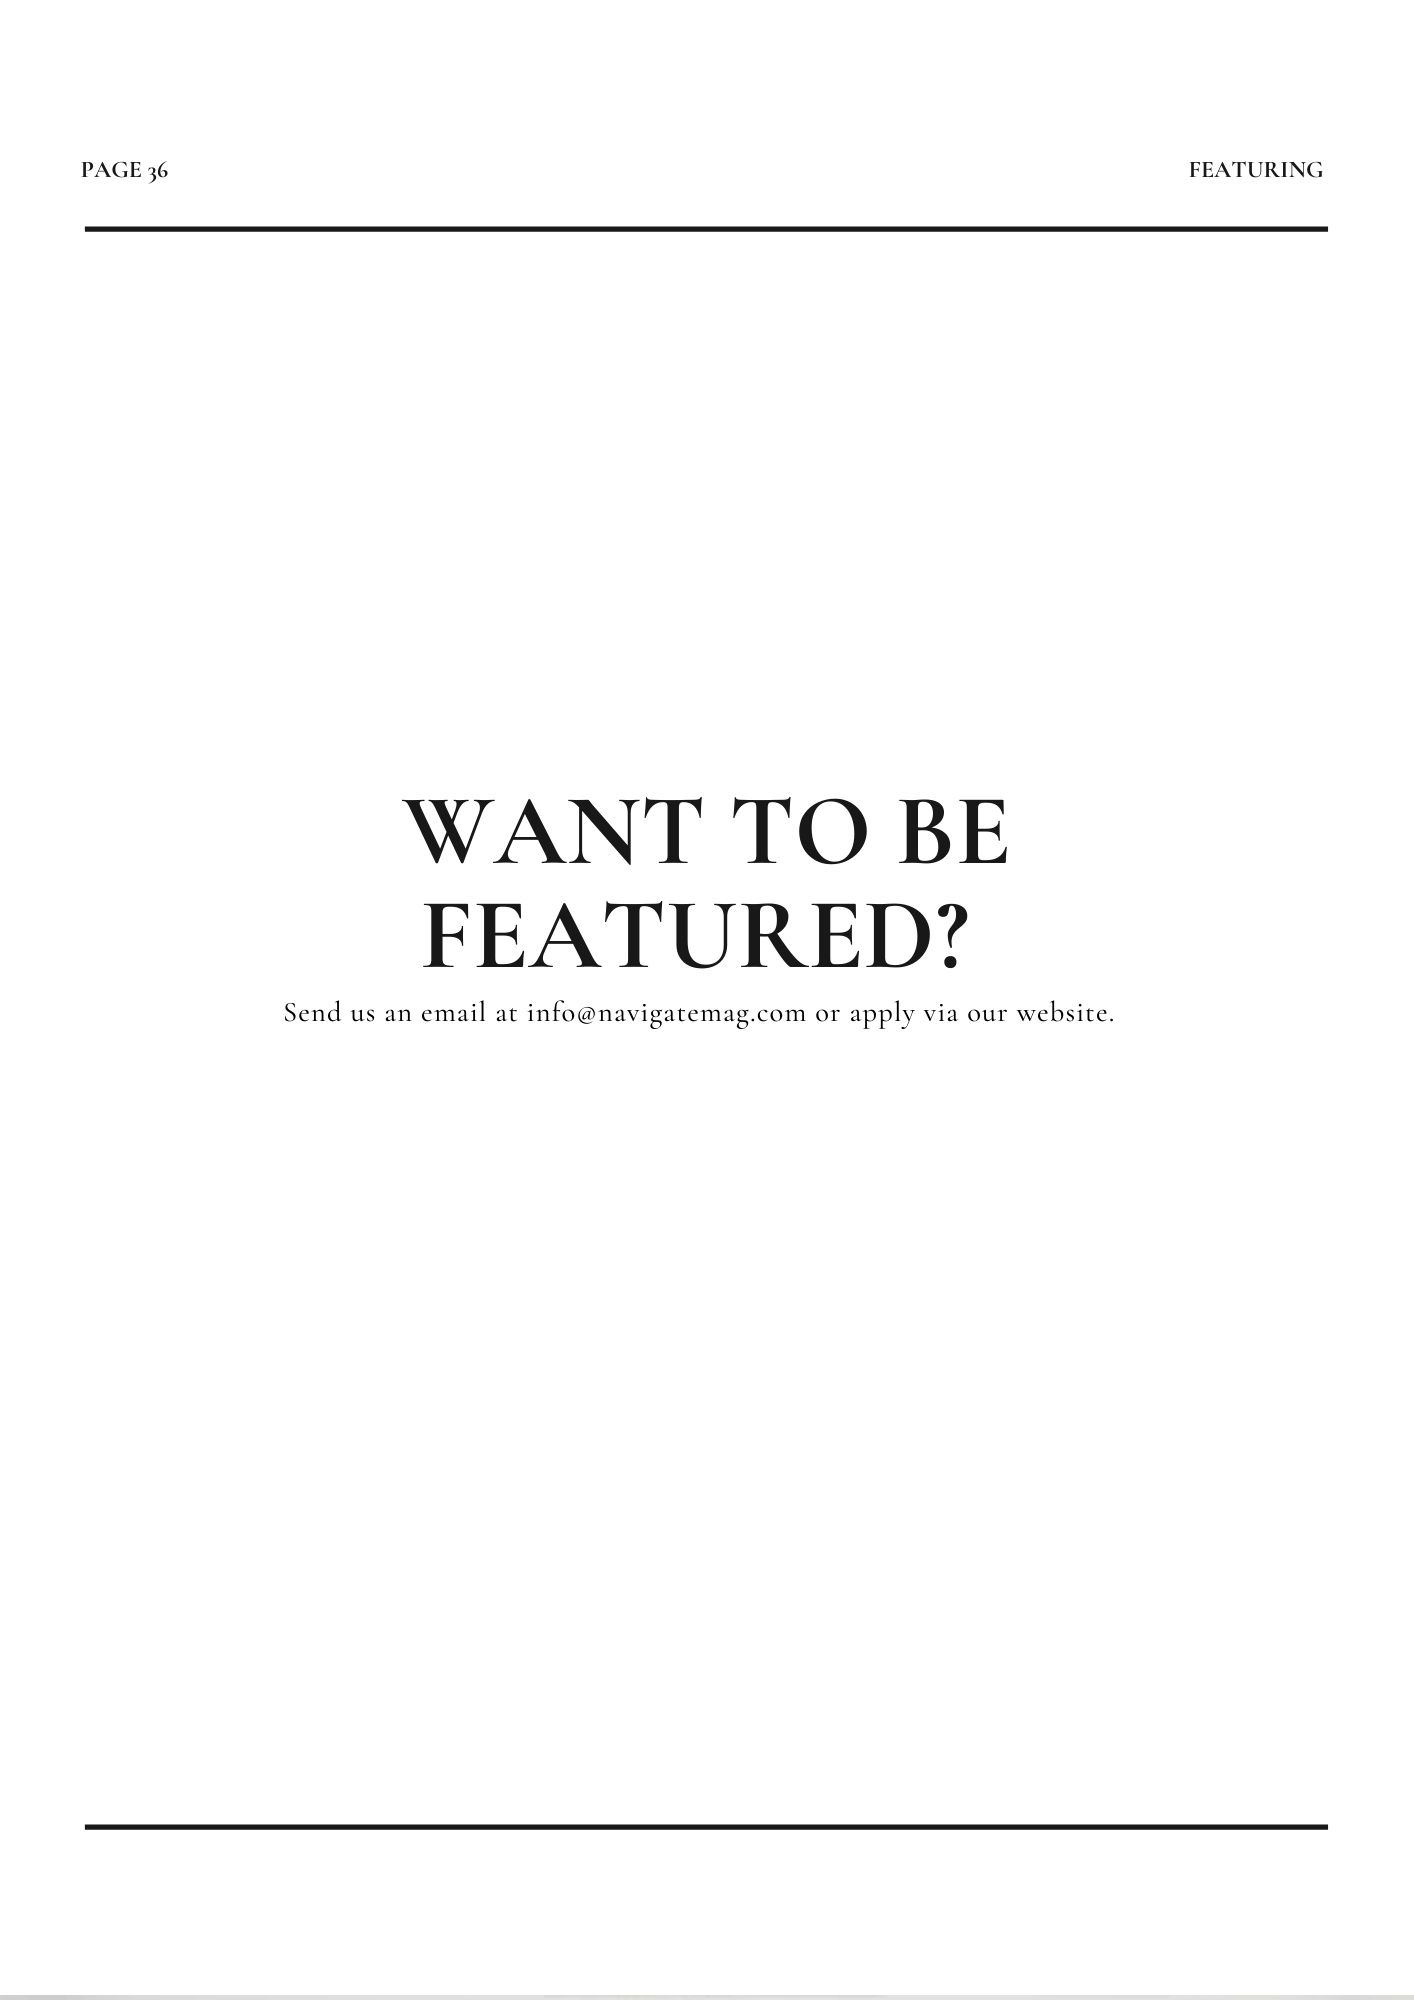 PAGE 36
FEATURING
WANT TO BE
FEATURED?
Send us an email at info@navigatemag.com or apply via our website.